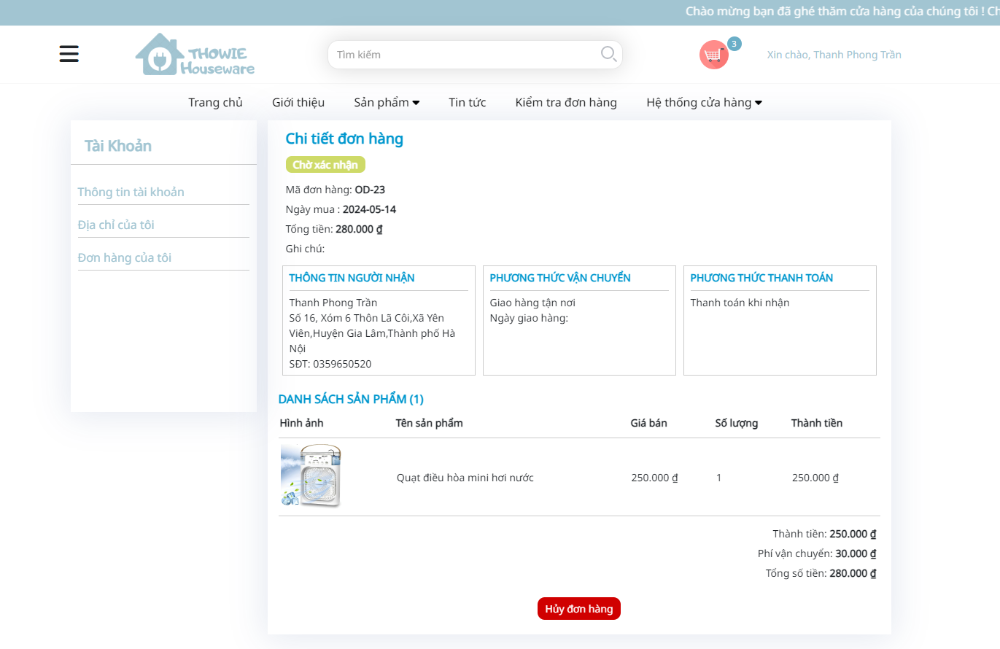 Chào mừng bạn đã ghé thăm cửa hàng của chúng tôi ! Ch
THOWIE
Houseware
Tìm kiếm
3
Xin chào, Thanh Phong Trần
Trang chủ Giới thiệu Sản phẩm Tin tức Kiểm tra đơn hàng Hệ thống cửa hàng
Tài Khoản
Thông tin tài khoản
Địa chỉ của tôi
Đơn hàng của tôi
Chi tiết đơn hàng
Chờ xác nhận
Mã đơn hàng: OD-23
Ngày mua : 2024-05-14
Tổng tiền: 280.000 ₫
Ghi chú:
THÔNG TIN NGƯỜI NHẬN
Thanh Phong Trần
Số 16, Xóm 6 Thôn Lã Côi,Xã Yên
Viên,Huyện Gia Lâm,Thành phố Hà
Nội
SĐT: 0359650520
PHƯƠNG THỨC VẬN CHUYỂN
Giao hàng tận nơi
Ngày giao hàng:
PHƯƠNG THỨC THANH TOÁN
Thanh toán khi nhận
DANH SÁCH SẢN PHẨM (1)
Hình ảnh Tên sản phẩm Giá bán Số lượng Thành tiền
Quạt điều hòa mini hơi nước 250.000 ₫ 1 250.000 ₫
Thành tiền: 250.000 ₫
Phí vận chuyển: 30.000 ₫
Tổng số tiền: 280.000 ₫
Hủy đơn hàng